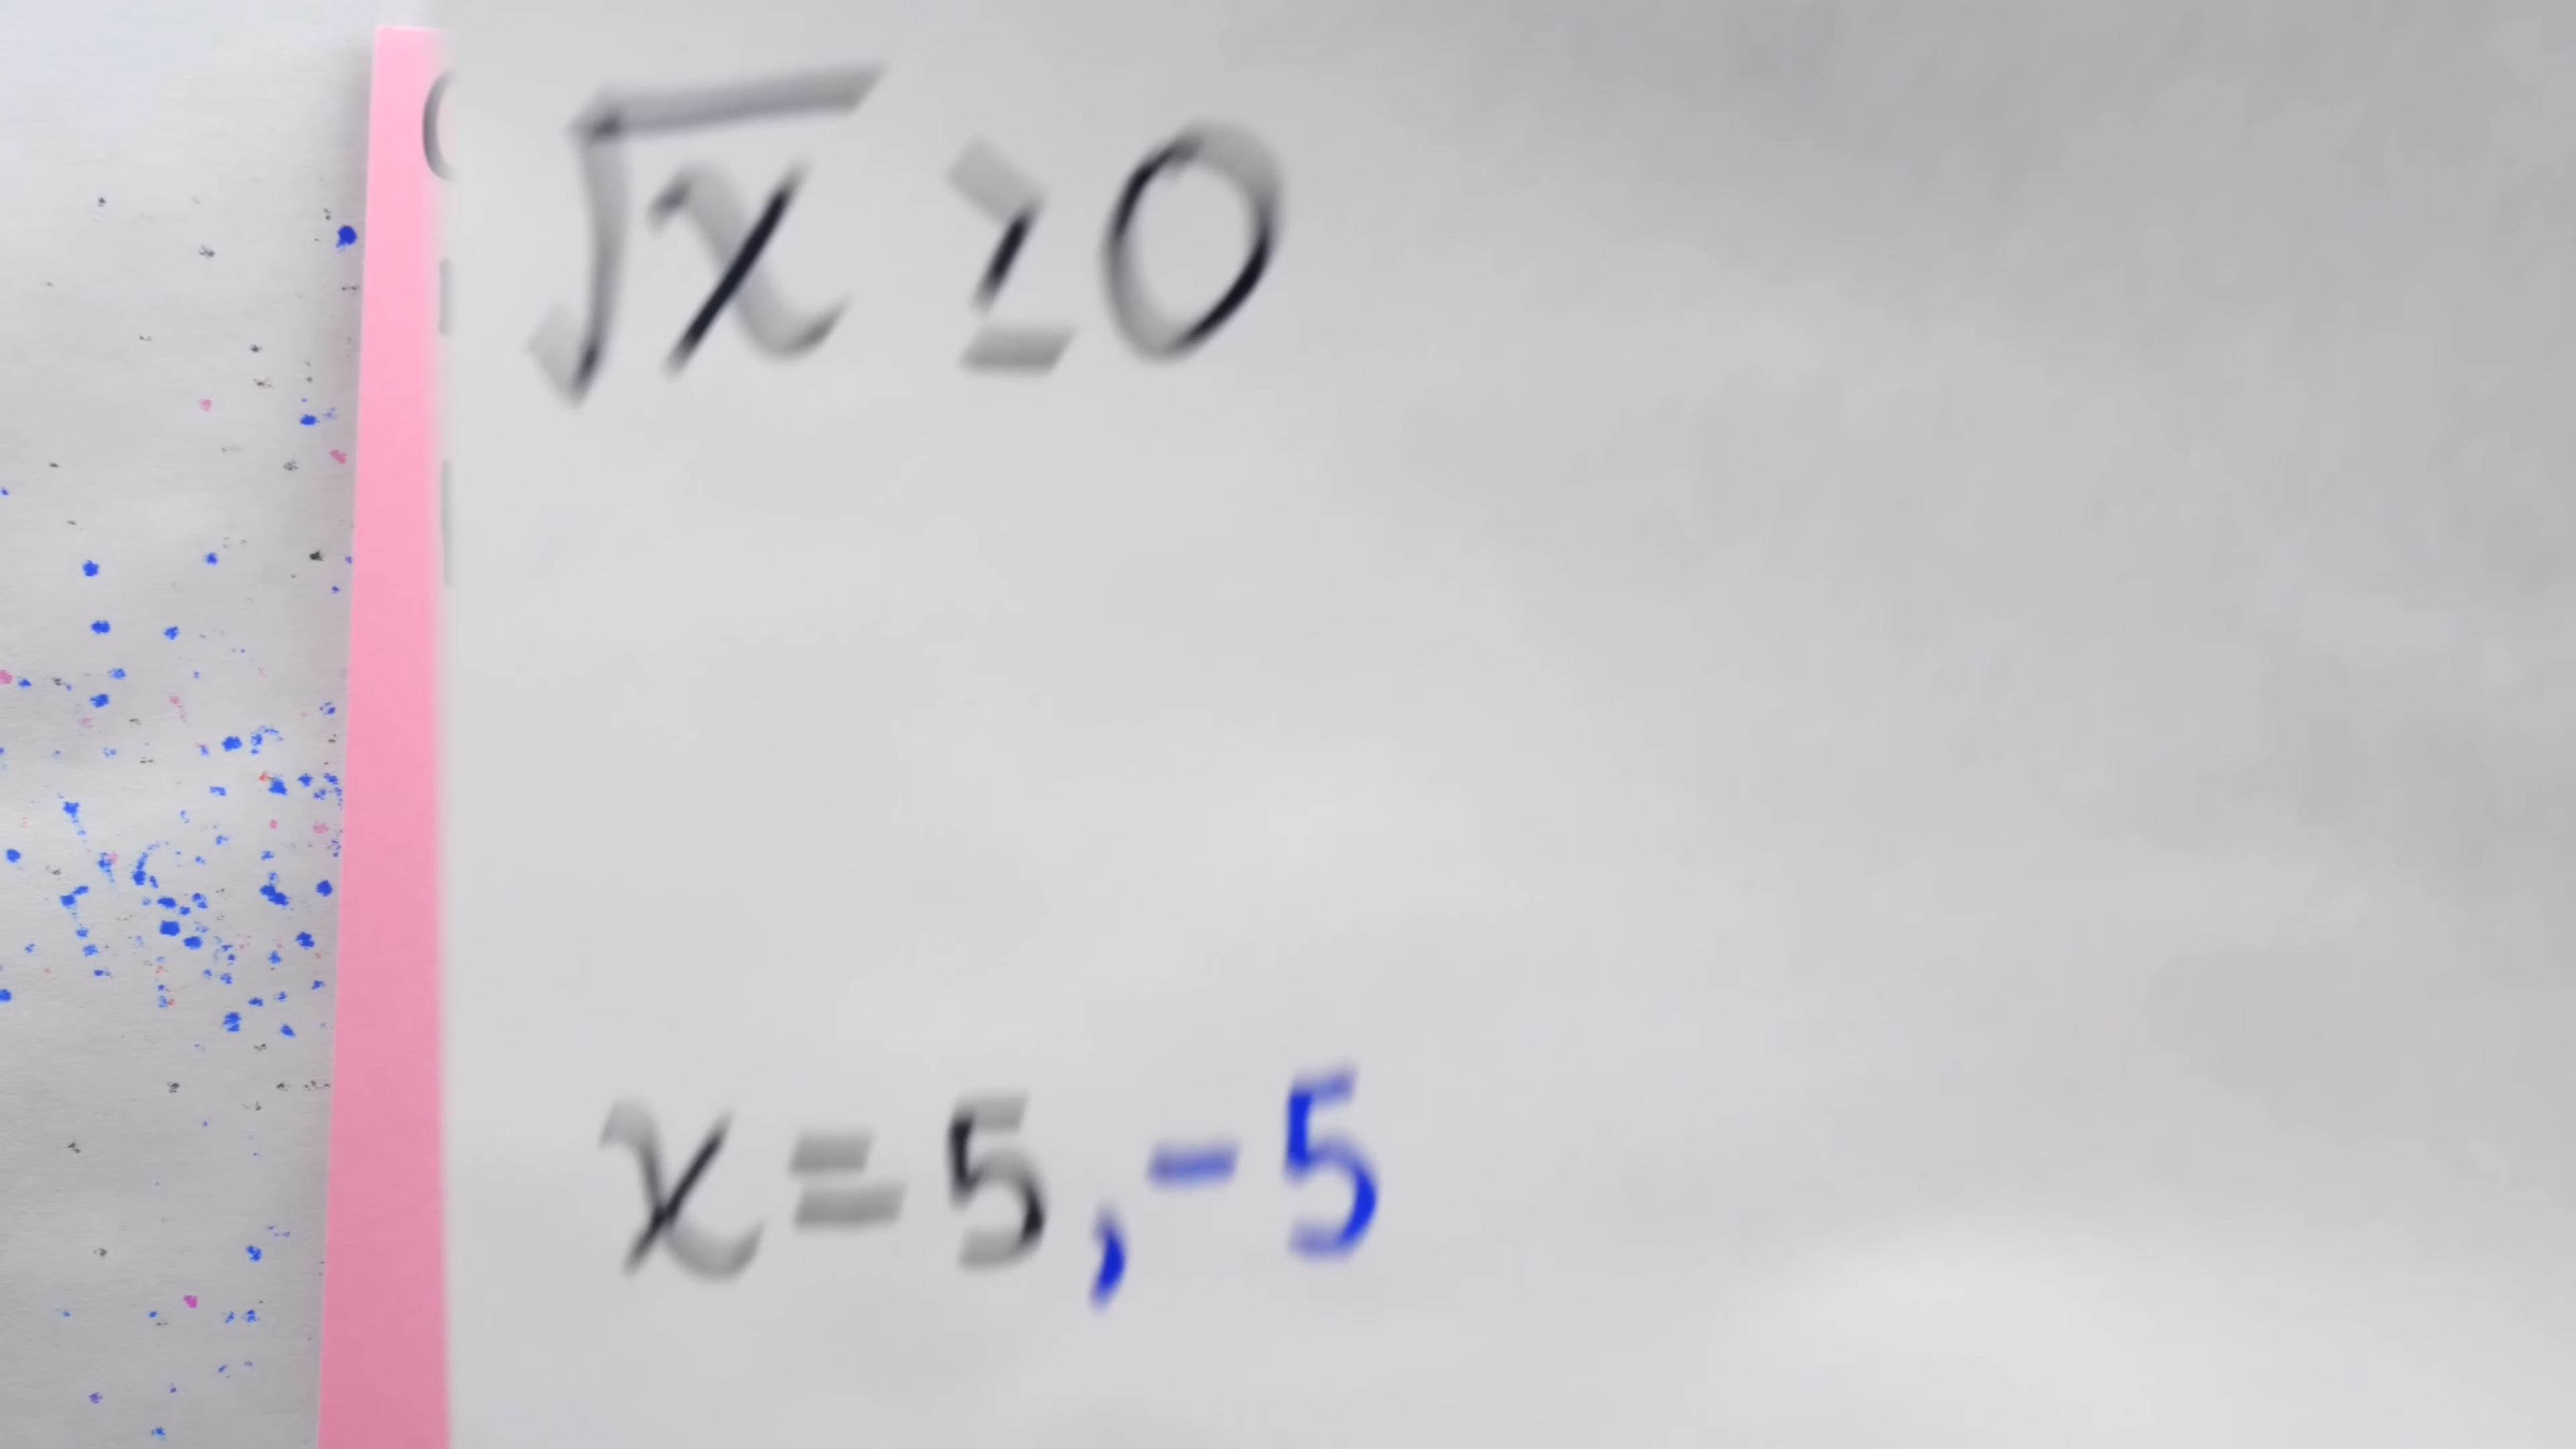 √x ≥ 0
x = 5, - 5